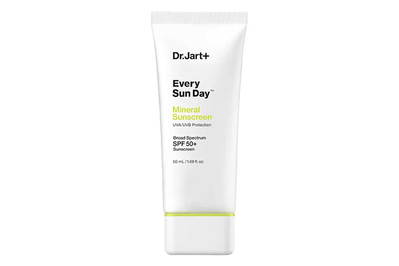 Dr.Jart+
Every
Sun Day™
Mineral
Sunscreen
UVA/UVB Protection
Broad Spectrum
SPF 50+
Sunscreen
50 mL / 1.69 fl. oz.